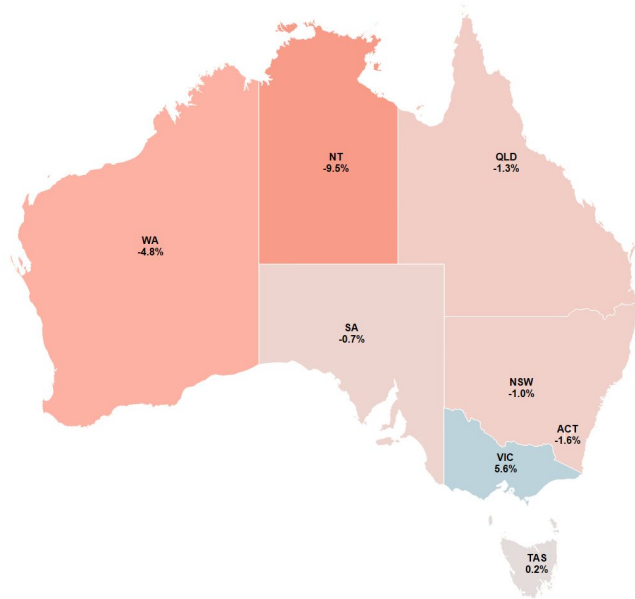 NT
-9.5%
QLD
-1.3%
WA
-4.8%
SA
-0.7%
NSW
-1.0%
ACT
-1.6%
VIC
5.6%
TAS
0.2%